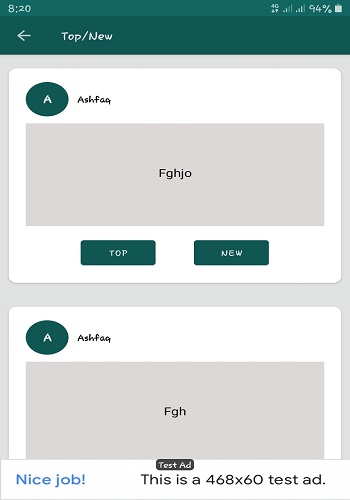 8:20 4G 94%
Top/New
A Ashfaq
Fghjo
TOP NEW
A Ashfaq
Fgh
Test Ad
Nice job! This is a 468x60 test ad.